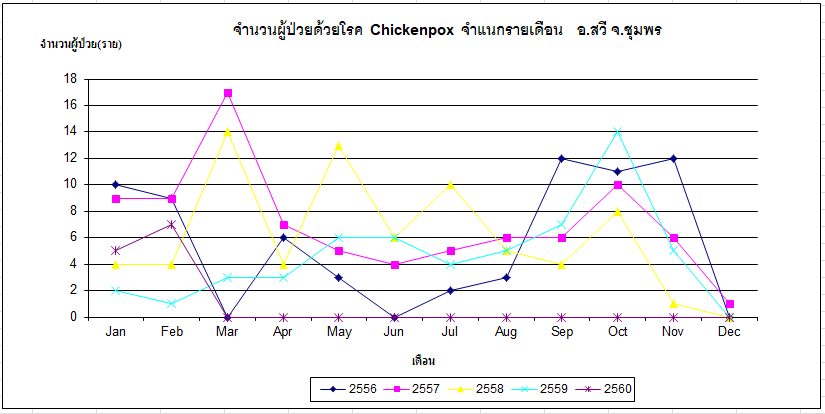 จำนวนผู้ป่วยด้วยโรค Chickenpox จำแนกรายเดือน อ.สวี จ.ชุมพร
จำนวนผู้ป่วย(ราย)
18
16
14
12
10
8
6
4
2
0
Jan Feb Mar Apr May Jun Jul Aug Sep Oct Nov Dec
เดือน
2556 2557 2558 2559 2560